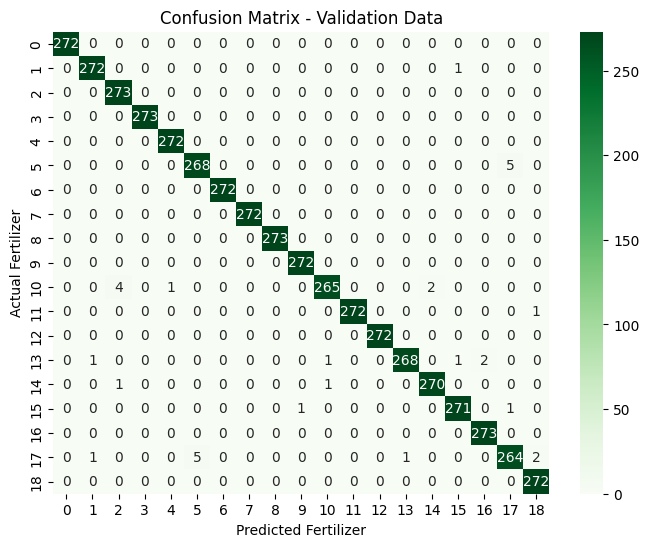 Confusion Matrix - Validation Data
0 272 0 0 0 0 0 0 0 0 0 0 0 0 0 0 0 0 0 0
1 0 272 0 0 0 0 0 0 0 0 0 0 0 0 0 1 0 0 0
2 0 0 273 0 0 0 0 0 0 0 0 0 0 0 0 0 0 0 0
3 0 0 0 273 0 0 0 0 0 0 0 0 0 0 0 0 0 0 0
4 0 0 0 0 272 0 0 0 0 0 0 0 0 0 0 0 0 0 0
5 0 0 0 0 0 268 0 0 0 0 0 0 0 0 0 0 0 5 0
6 0 0 0 0 0 0 272 0 0 0 0 0 0 0 0 0 0 0 0
7 0 0 0 0 0 0 0 272 0 0 0 0 0 0 0 0 0 0 0
8 0 0 0 0 0 0 0 0 273 0 0 0 0 0 0 0 0 0 0
9 0 0 0 0 0 0 0 0 0 272 0 0 0 0 0 0 0 0 0
10 0 0 4 0 1 0 0 0 0 0 265 0 0 0 2 0 0 0 0
11 0 0 0 0 0 0 0 0 0 0 0 272 0 0 0 0 0 0 1
12 0 0 0 0 0 0 0 0 0 0 0 0 272 0 0 0 0 0 0
13 0 1 0 0 0 0 0 0 0 0 1 0 0 268 0 1 2 0 0
14 0 0 1 0 0 0 0 0 0 0 1 0 0 0 270 0 0 0 0
15 0 0 0 0 0 0 0 0 0 1 0 0 0 0 0 271 0 1 0
16 0 0 0 0 0 0 0 0 0 0 0 0 0 0 0 0 273 0 0
17 0 1 0 0 0 5 0 0 0 0 0 0 0 1 0 0 0 264 2
18 0 0 0 0 0 0 0 0 0 0 0 0 0 0 0 0 0 0 272
0 1 2 3 4 5 6 7 8 9 10 11 12 13 14 15 16 17 18
Predicted Fertilizer
Actual Fertilizer
250
200
150
100
50
0